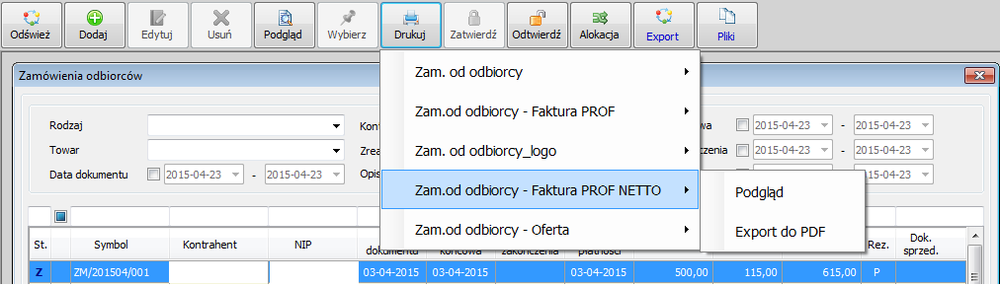 Odśwież Dodaj Edytuj Usuń Podgląd Wybierz Drukuj Zatwierdź Odtwierdź Alokacja Export Pliki
Zamówienia odbiorców
Zam. od odbiorcy
Zam.od odbiorcy - Faktura PROF
Zam. od odbiorcy_logo
Zam.od odbiorcy - Faktura PROF NETTO
Zam.od odbiorcy - Oferta
Podgląd
Export do PDF
Rodzaj
2015-04-23 - 2015-04-23
Towar
2015-04-23 - 2015-04-23
Data dokumentu 2015-04-23 - 2015-04-23 Opis
2015-04-23 - 2015-04-23
St. Symbol Kontrahent NIP dokumentu końcowa zakończenia płatności Rez. Dok. sprzed.
Z ZM/201504/001 03-04-2015 03-04-2015 03-04-2015 500,00 115,00 615,00 P